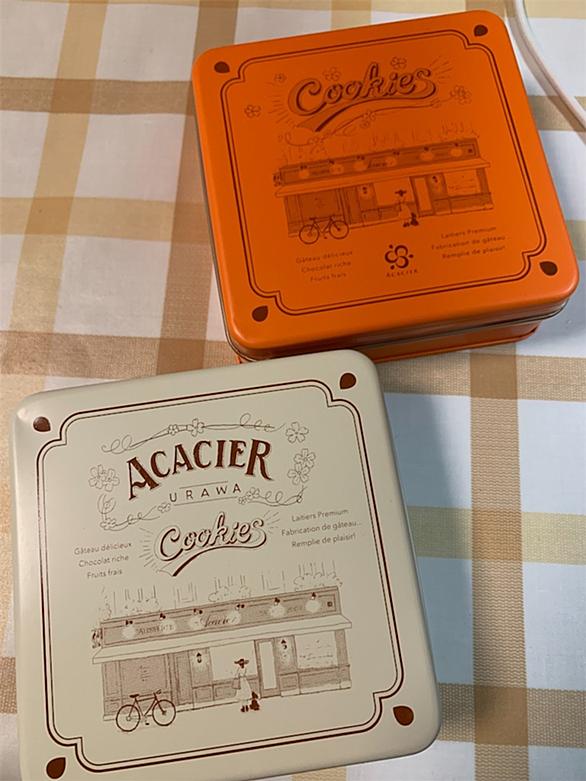 Cookies
Gâteau délicieux
Chocolat riche
Fruits frais
ACACIER
Laitiers Premium
Fabrication de gâteau...
Remplie de plaisir!
ACACIER
URAWA
Cookies
Gâteau délicieux
Chocolat riche
Fruits frais
Laitiers Premium
Fabrication de gâteau...
Remplie de plaisir!
Acacier